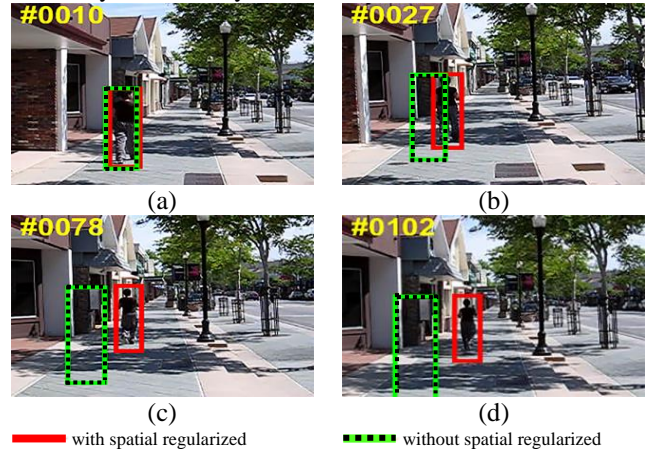 #0010
#0027
(a)
(b)
#0078
#0102
(c)
(d)
with spatial regularized
without spatial regularized